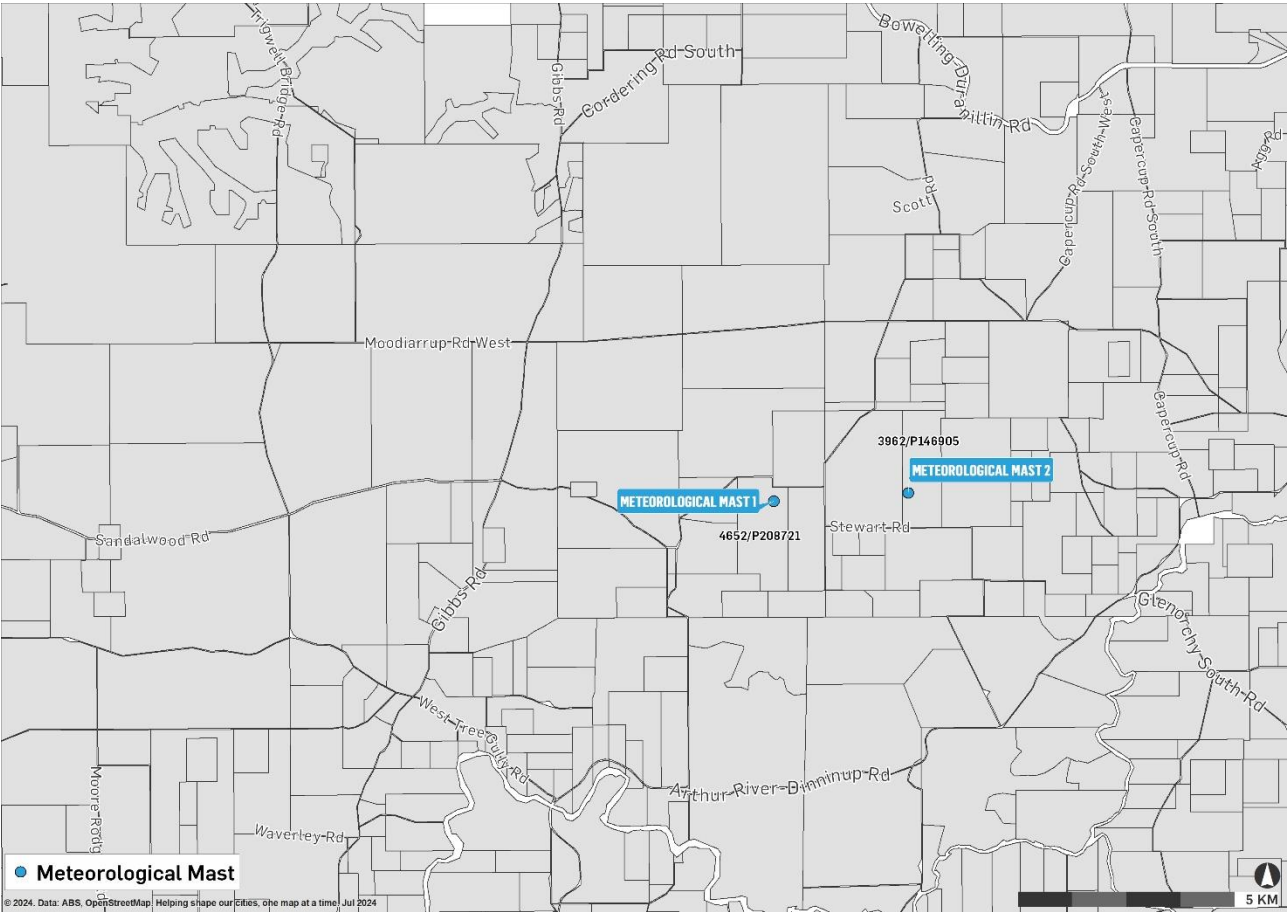 Trigwell Bridge Rd
Gibbs Rd
Cordering Rd South
Bowelling-Duranillin Rd
Capercup Rd South West
Capercup Rd South
Agg Rd
Scott Rd
Moodiarrup Rd West
Capercup Rd
3962/P146905
METEOROLOGICAL MAST 2
METEOROLOGICAL MAST 1
4652/P208721
Stewart Rd
Sandalwood Rd
Gibbs Rd
Glenorchy South Rd
West Tree Gully Rd
Arthur River-Dinninup Rd
Waverley Rd
Moore Rd
Meteorological Mast
5 KM
© 2024. Data: ABS, OpenStreetMap. Helping shape our cities, one map at a time, Jul 2024